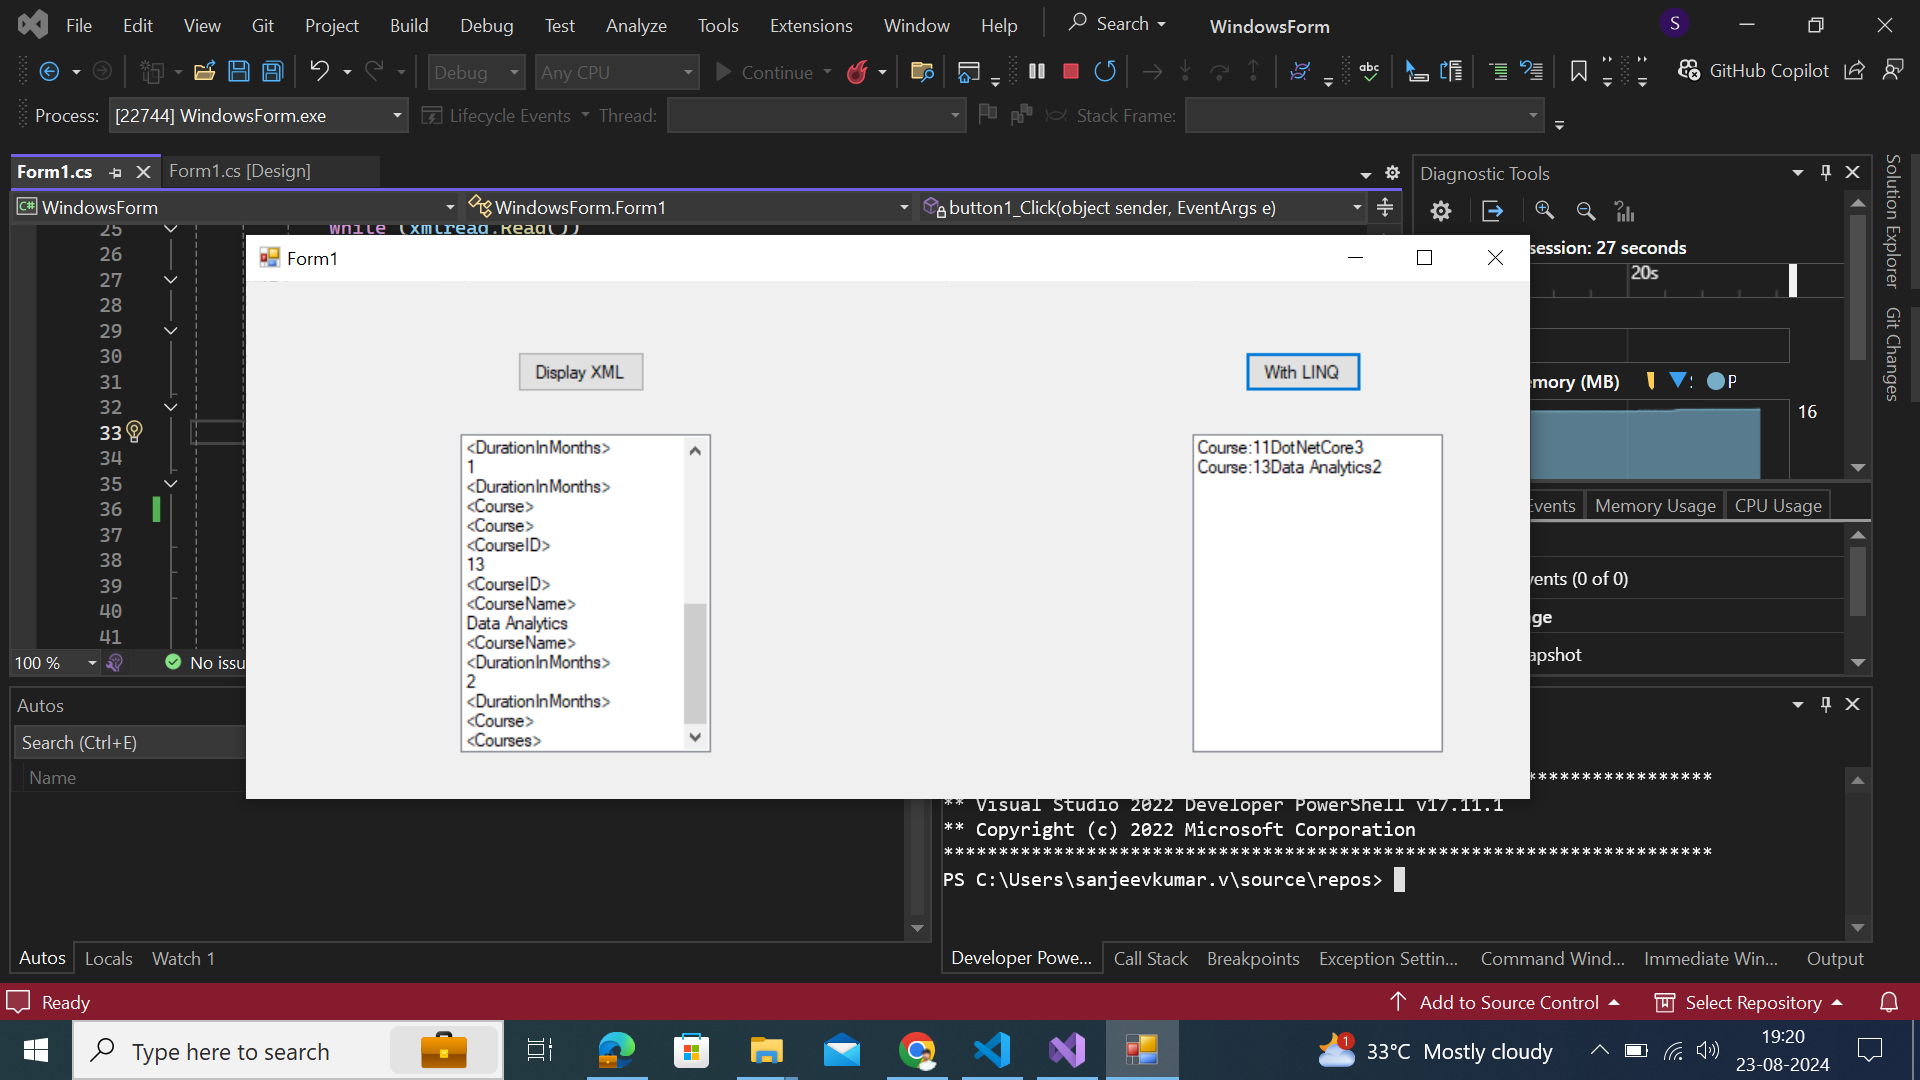 File Edit View Git Project Build Debug Test Analyze Tools Extensions Window Help Search WindowsForm S
Debug Any CPU Continue abc GitHub Copilot
Process: [22744] WindowsForm.exe Lifecycle Events Thread: Stack Frame:
Form1.cs Form1.cs [Design]
Diagnostic Tools
C# WindowsForm WindowsForm.Form1 button1_Click(object sender, EventArgs e)
25 while (xmlread.Read())
26
27
28
29
30
31
32
33
34
35
36
37
38
39
40
41
100 % No issu
Form1
Display XML
With LINQ
<DurationInMonths>
1
<DurationInMonths>
<Course>
<Course>
<CourseID>
13
<CourseID>
<CourseName>
Data Analytics
<CourseName>
<DurationInMonths>
2
<DurationInMonths>
<Course>
<Courses>
Course:11DotNetCore3
Course:13Data Analytics2
session: 27 seconds
20s
emory (MB) P
16
Events Memory Usage CPU Usage
vents (0 of 0)
ge
apshot
Solution Explorer
Git Changes
Autos
Search (Ctrl+E)
Name
Autos Locals Watch 1
*****************
** Visual Studio 2022 Developer PowerShell v17.11.1
** Copyright (c) 2022 Microsoft Corporation
**********************************************************************
PS C:\Users\sanjeevkumar.v\source\repos>
Developer Powe... Call Stack Breakpoints Exception Settin... Command Wind... Immediate Win... Output
Ready Add to Source Control Select Repository
Type here to search 1 33°C Mostly cloudy 19:20
23-08-2024